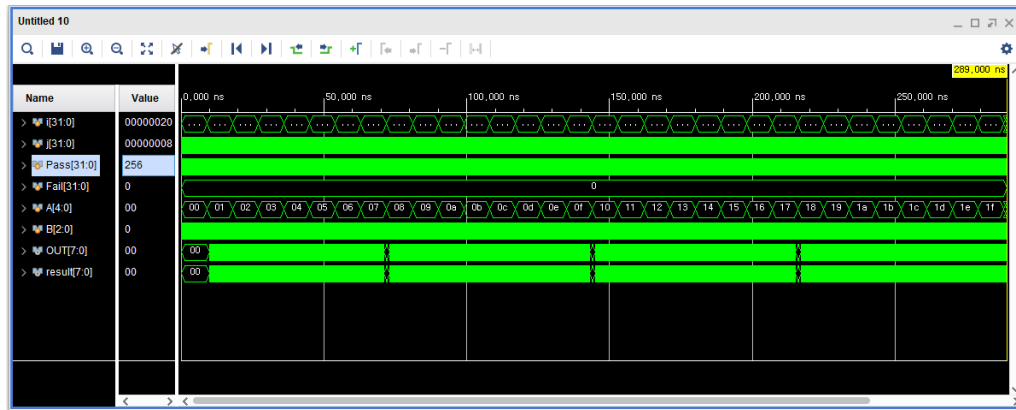 Untitled 10
289,000 ns
Name Value 0,000 ns 50,000 ns 100,000 ns 150,000 ns 200,000 ns 250,000 ns
i[31:0] 00000020 ... ... ... ... ... ... ... ... ... ... ... ... ... ... ... ... ... ... ... ... ... ... ... ... ... ... ... ... ... ... ... ...
j[31:0] 00000008
Pass[31:0] 256
Fail[31:0] 0 0
A[4:0] 00 00 01 02 03 04 05 06 07 08 09 0a 0b 0c 0d 0e 0f 10 11 12 13 14 15 16 17 18 19 1a 1b 1c 1d 1e 1f
B[2:0] 0
OUT[7:0] 00 00
result[7:0] 00 00